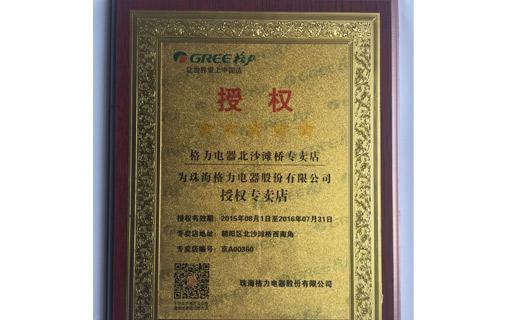 GREE格力
让世界爱上中国造
授权
格力电器北沙滩桥专卖店
为珠海格力电器股份有限公司
授权专卖店
授权有效期：2015年08月1日至2016年07月31日
专卖店地址：朝阳区北沙滩桥西南角
专卖店编号：京A00360
珠海格力电器股份有限公司